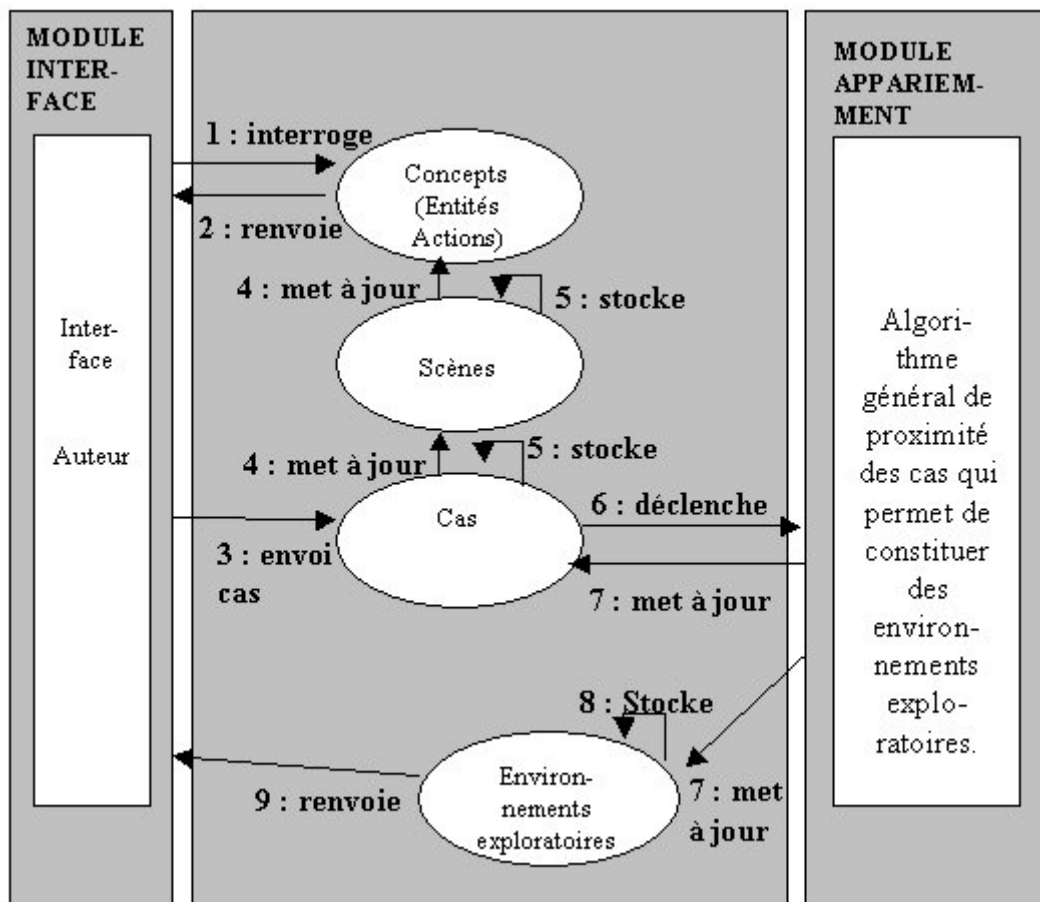 MODULE
INTER-
FACE
Inter-
face
Auteur
1 : interroge
Concepts
(Entités
Actions)
2 : renvoie
4 : met à jour
5 : stocke
Scènes
4 : met à jour
5 : stocke
Cas
6 : déclenche
3 : envoi
cas
7 : met à jour
8 : Stocke
Environ-
nements
exploratoires
9 : renvoie
7 : met
à jour
MODULE
APPARIEM-
MENT
Algori-
thme
général de
proximité
des cas qui
permet de
constituer
des
environ-
nements
explo-
ratoires.